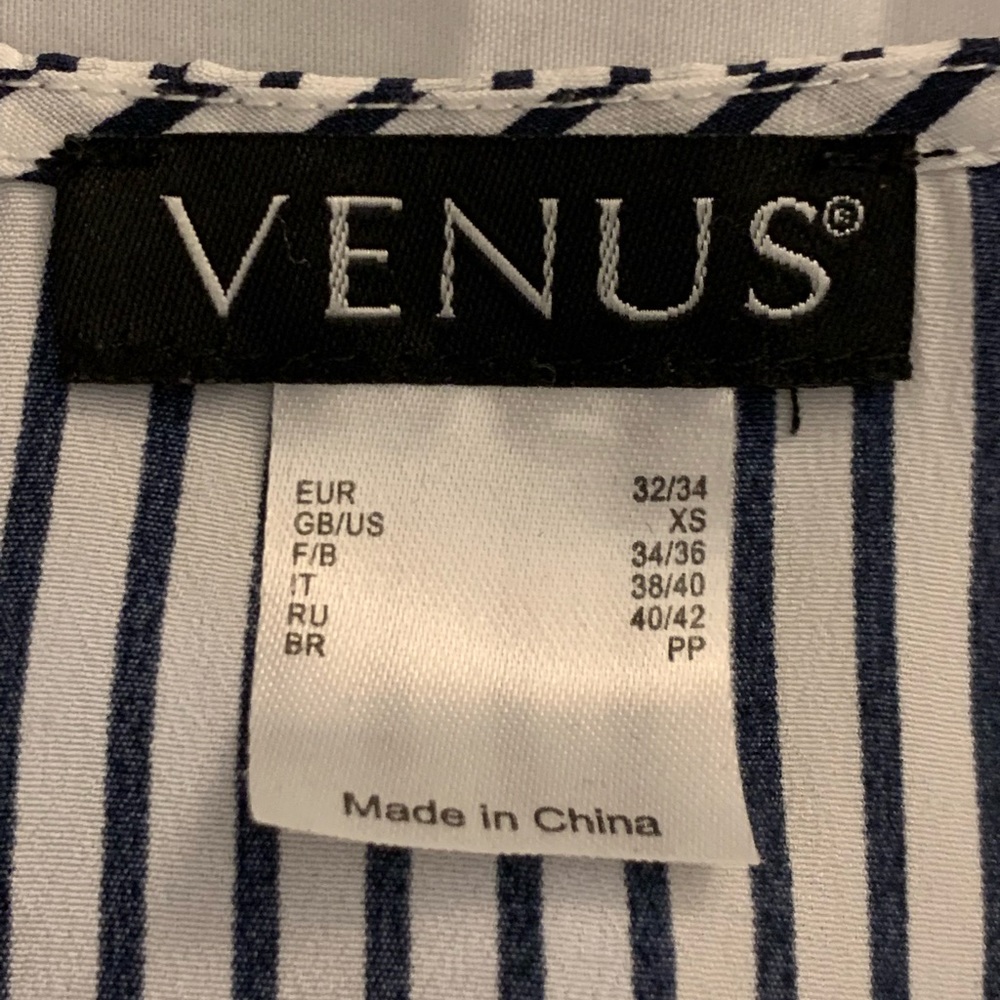 VENUS®
EUR 32/34
GB/US XS
F/B 34/36
IT 38/40
RU 40/42
BR PP
Made in China